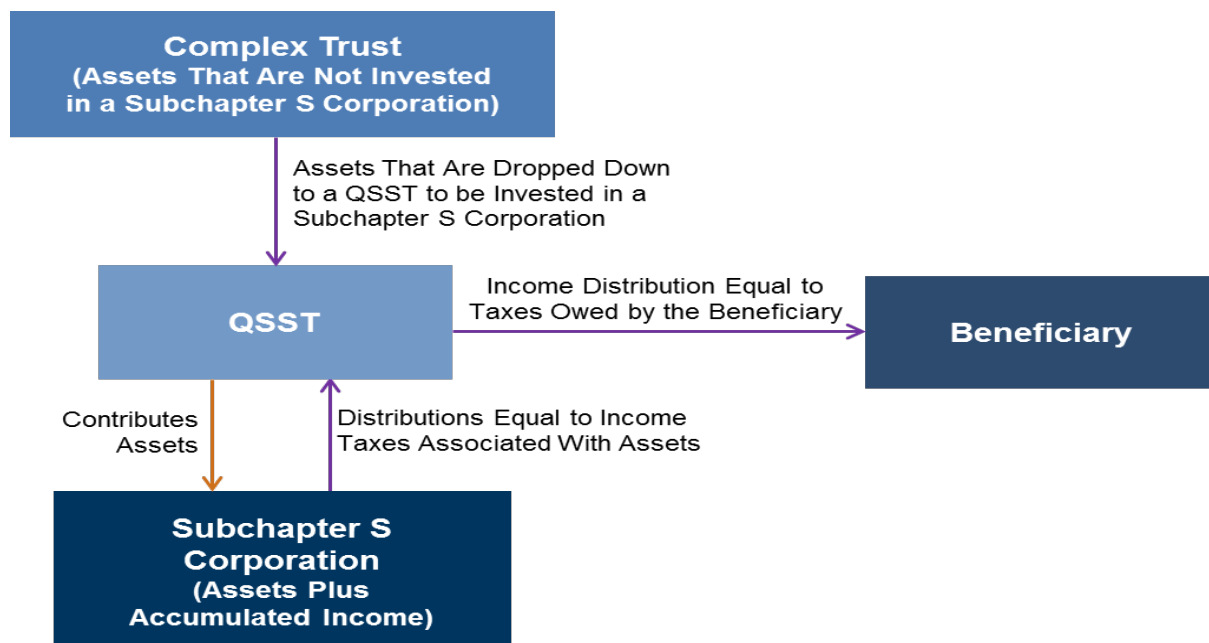 Complex Trust
(Assets That Are Not Invested
in a Subchapter S Corporation)
Assets That Are Dropped Down
to a QSST to be Invested in a
Subchapter S Corporation
QSST
Income Distribution Equal to
Taxes Owed by the Beneficiary
Beneficiary
Contributes
Assets
Distributions Equal to Income
Taxes Associated With Assets
Subchapter S
Corporation
(Assets Plus
Accumulated Income)